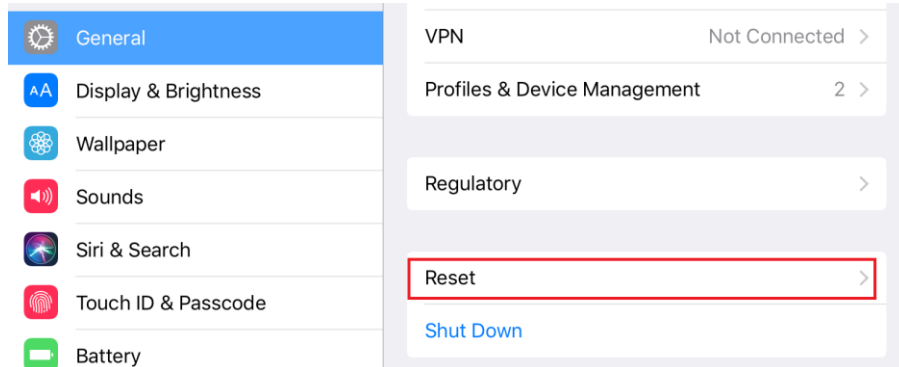 General
Display & Brightness
Wallpaper
Sounds
Siri & Search
Touch ID & Passcode
Battery
VPN Not Connected
Profiles & Device Management 2
Regulatory
Reset
Shut Down